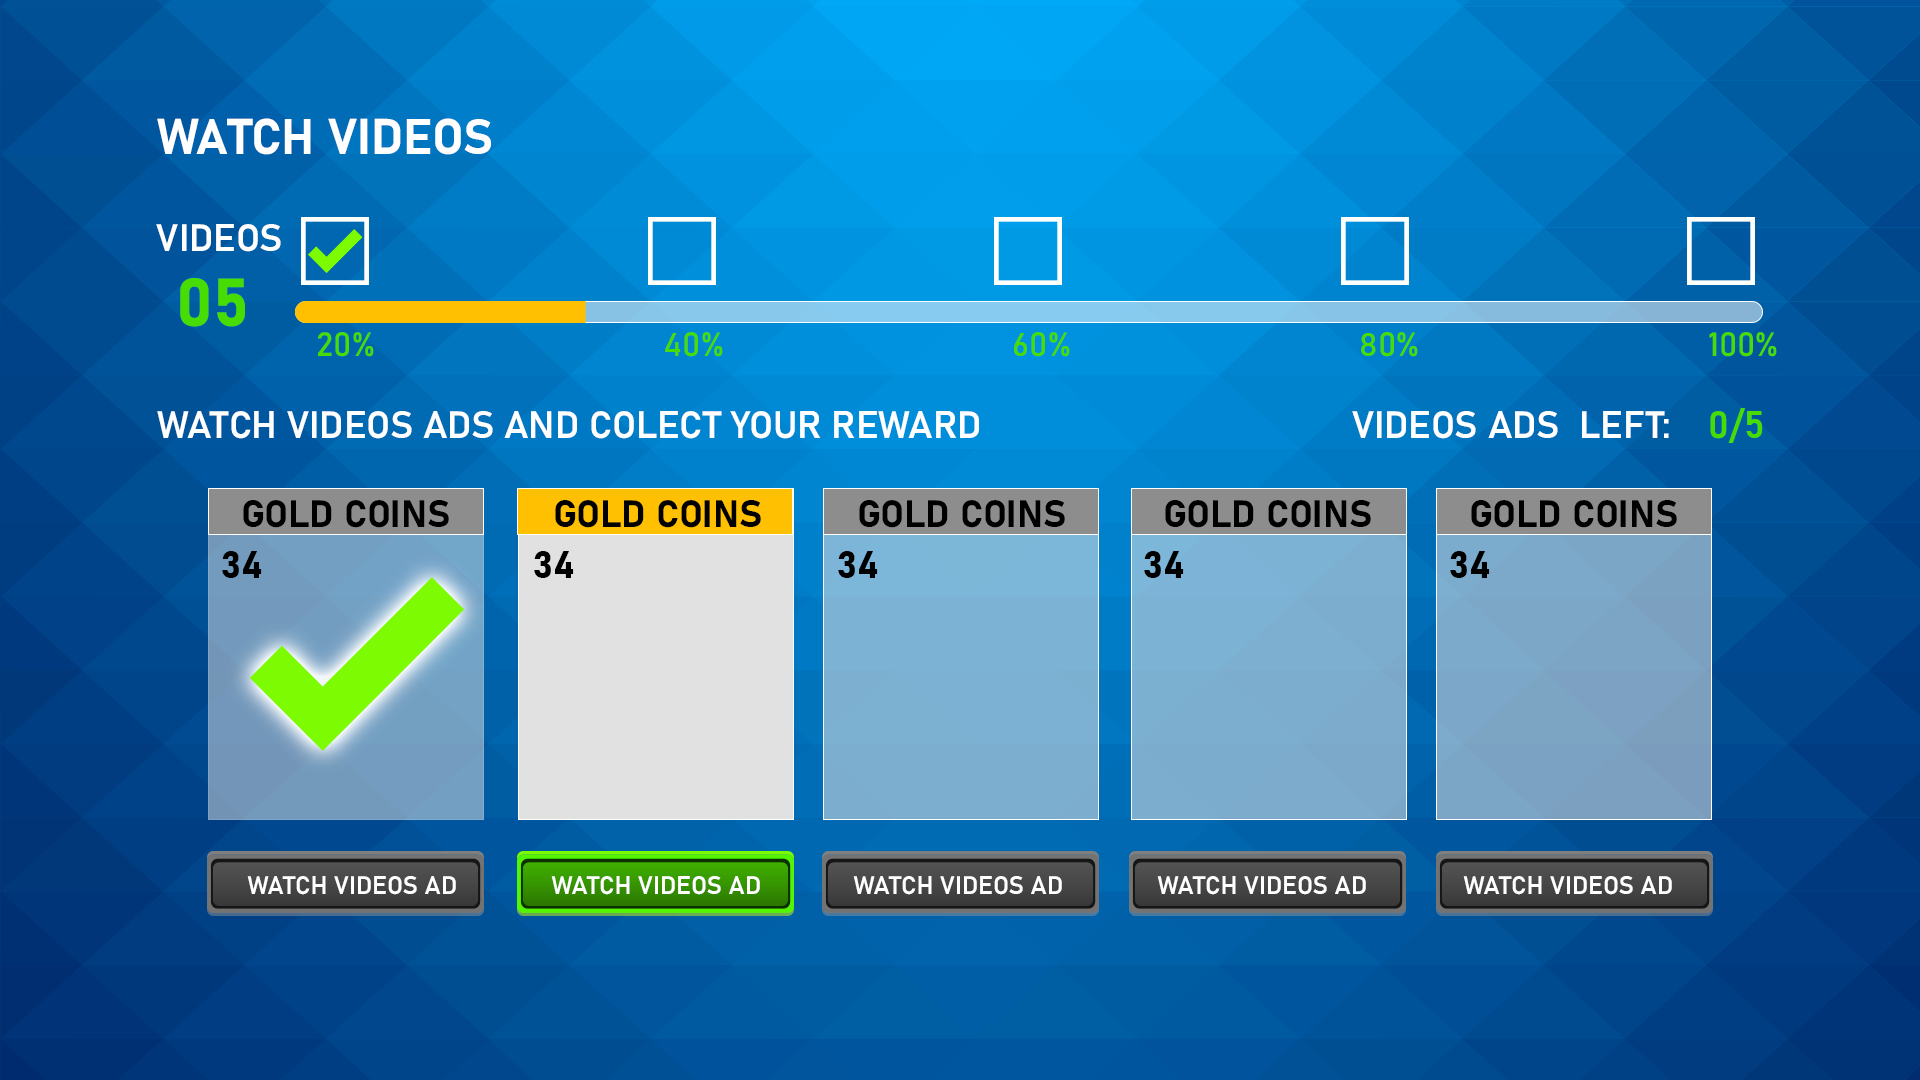 WATCH VIDEOS
VIDEOS
05
20% 40% 60% 80% 100%
WATCH VIDEOS ADS AND COLECT YOUR REWARD
VIDEOS ADS LEFT: 0/5
GOLD COINS GOLD COINS GOLD COINS GOLD COINS GOLD COINS
34 34 34 34 34
WATCH VIDEOS AD WATCH VIDEOS AD WATCH VIDEOS AD WATCH VIDEOS AD WATCH VIDEOS AD